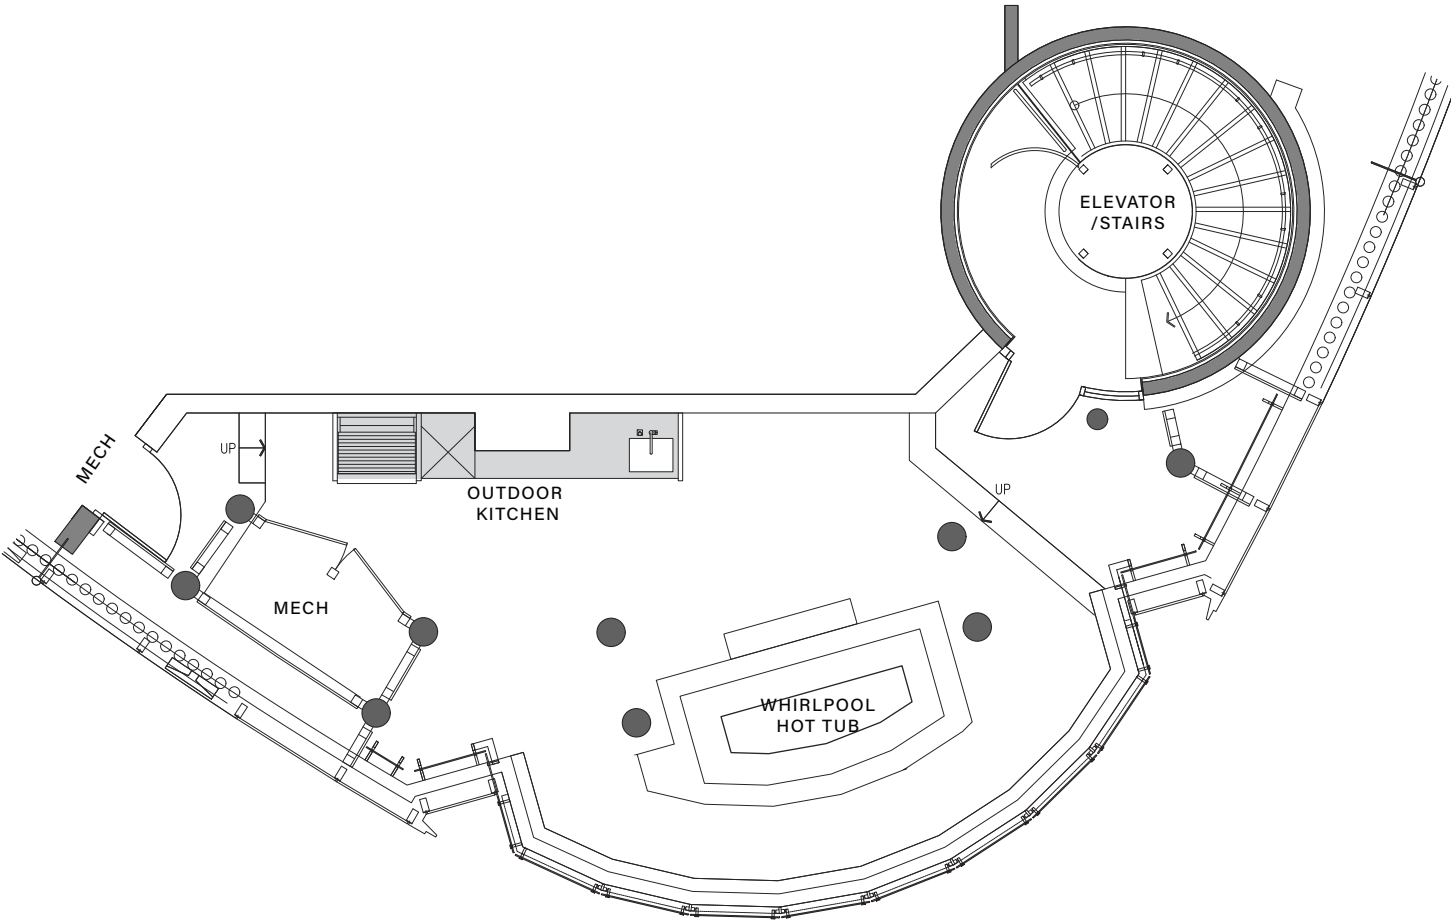 ELEVATOR
/STAIRS
MECH
UP
OUTDOOR
KITCHEN
UP
MECH
WHIRLPOOL
HOT TUB